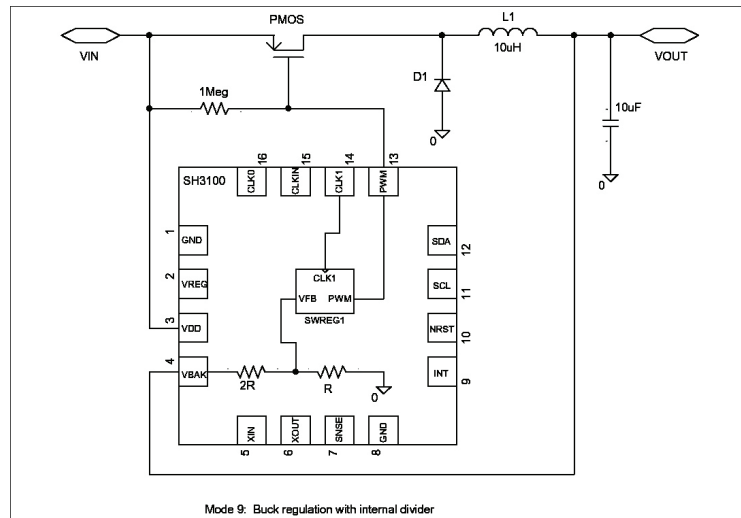 PMOS
L1
VIN
10uH
VOUT
D1
1Meg
10uF
0
0
SH3100
16
CLK0
15
CLKIN
14
CLK1
13
PWM
1
GND
2
VREG
3
VDD
4
VBAK
CLK1
VFB PWM
SWREG1
SDA
12
SCL
11
NRST
10
INT
9
2R
R
0
XIN
5
XOUT
6
SNSE
7
GND
8
Mode 9: Buck regulation with internal divider